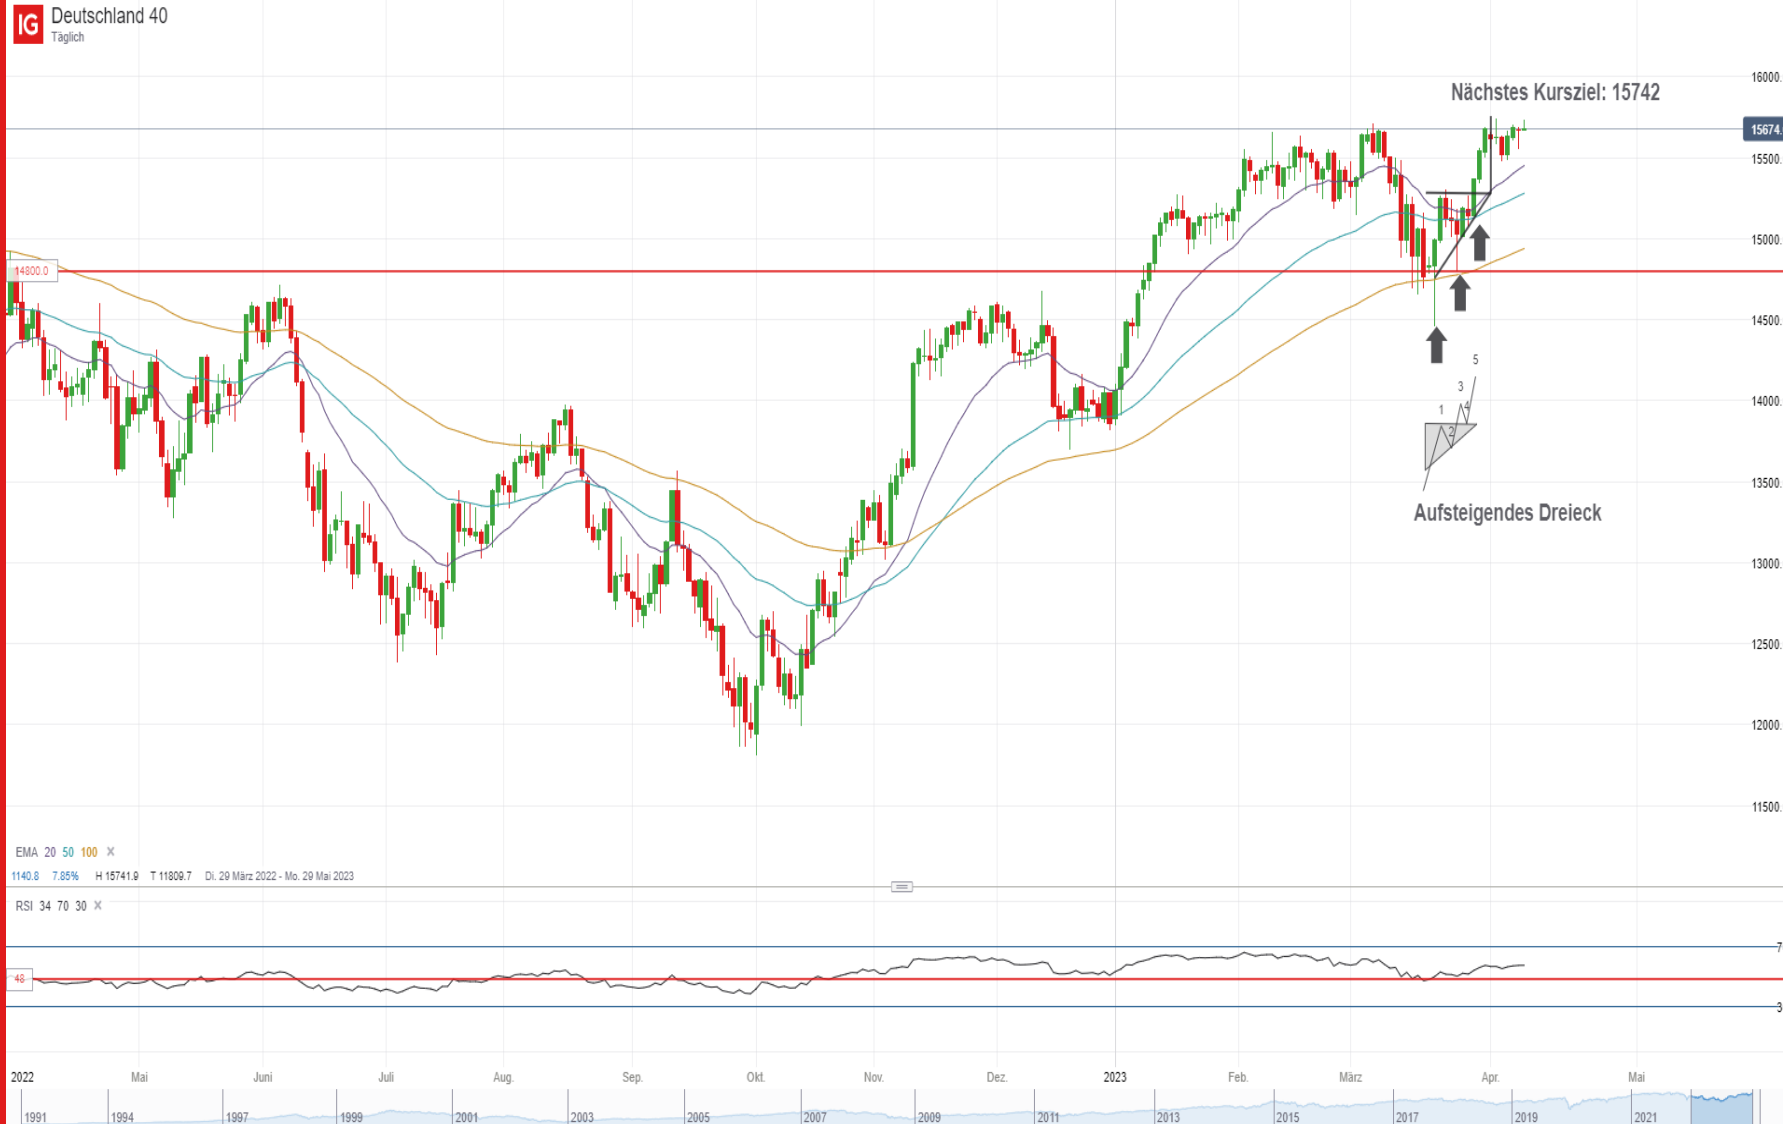 IG
Deutschland 40
Täglich
16000.
Nächstes Kursziel: 15742
15674.
15500.
15000.
14800.0
14500.
5
3
1
4
2
14000.
13500.
Aufsteigendes Dreieck
13000.
12500.
12000.
11500.
EMA 20 50 100 X
1140.8 7.85% H 15741.9 T 11809.7 Di. 29 März 2022 - Mo. 29 Mai 2023
RSI 34 70 30 X
7
48
3
2022 Mai Juni Juli Aug. Sep. Okt. Nov. Dez. 2023 Feb. März Apr. Mai
1991 1994 1997 1999 2001 2003 2005 2007 2009 2011 2013 2015 2017 2019 2021